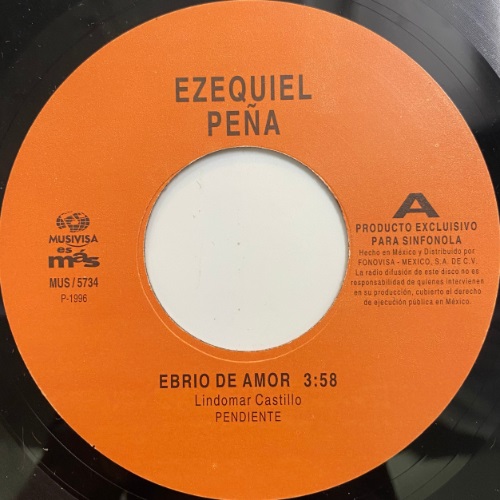 EZEQUIEL
PEÑA
MUSIVISA
es
más
MUS / 5734
P-1996
A
PRODUCTO EXCLUISIVO
PARA SINFONOLA
Hecho en México y Distribuido por
FONOVISA - MEXICO, S.A. DE C.V.
La radio difusión de este disco no es
responsabilidad de quienes intervienen
en su producción, cubierto el derecho
de ejecución publica en México.
EBRIO DE AMOR 3:58
Lindomar Castillo
PENDIENTE